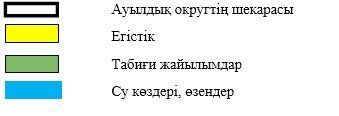 Ауылдық округтің шекарасы
Егістік
Табиғи жайылымдар
Су көздері, өзендер